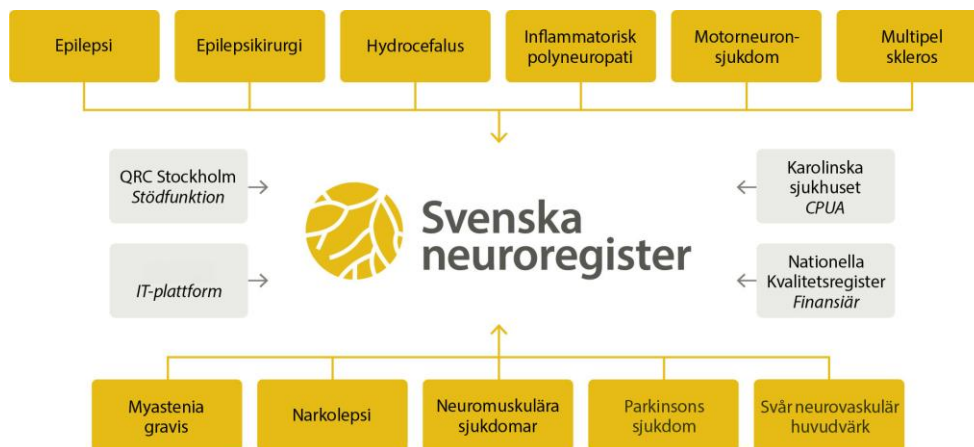 Epilepsi
Epilepsikirurgi
Hydrocefalus
Inflammatorisk
polyneuropati
Motorneuron-
sjukdom
Multipel
skleros
QRC Stockholm
Stödfunktion
Karolinska
sjukhuset
CPUA
Svenska
neuroregister
IT-plattform
Nationella
Kvalitetsregister
Finansiär
Myastenia
gravis
Narkolepsi
Neuromuskulära
sjukdomar
Parkinsons
sjukdom
Svår neurovaskulär
huvudvärk